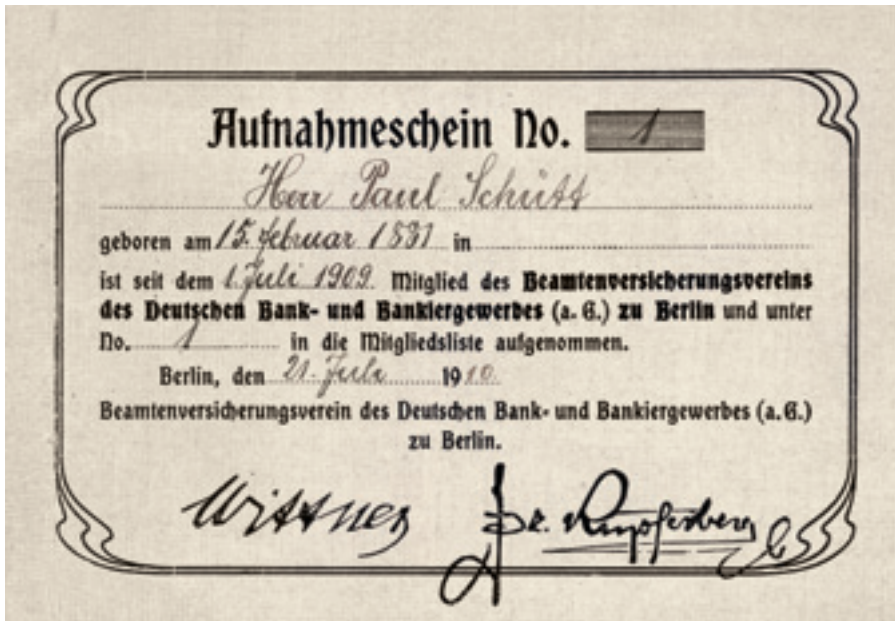 Aufnahmeschein No. 1
Herr Paul Schütt
geboren am 15. Februar 1881 in
ist seit dem 1. Juli 1909. Mitglied des Beamtenversicherungsvereins
des Deutschen Bank- und Bankiergewerbes (a. G.) zu Berlin und unter
No. 1 in die Mitgliedsliste aufgenommen.
Berlin, den 21. Juli 1910.
Beamtenversicherungsverein des Deutschen Bank- und Bankiergewerbes (a. G.)
zu Berlin.
Wittner Dr. Kupferberg